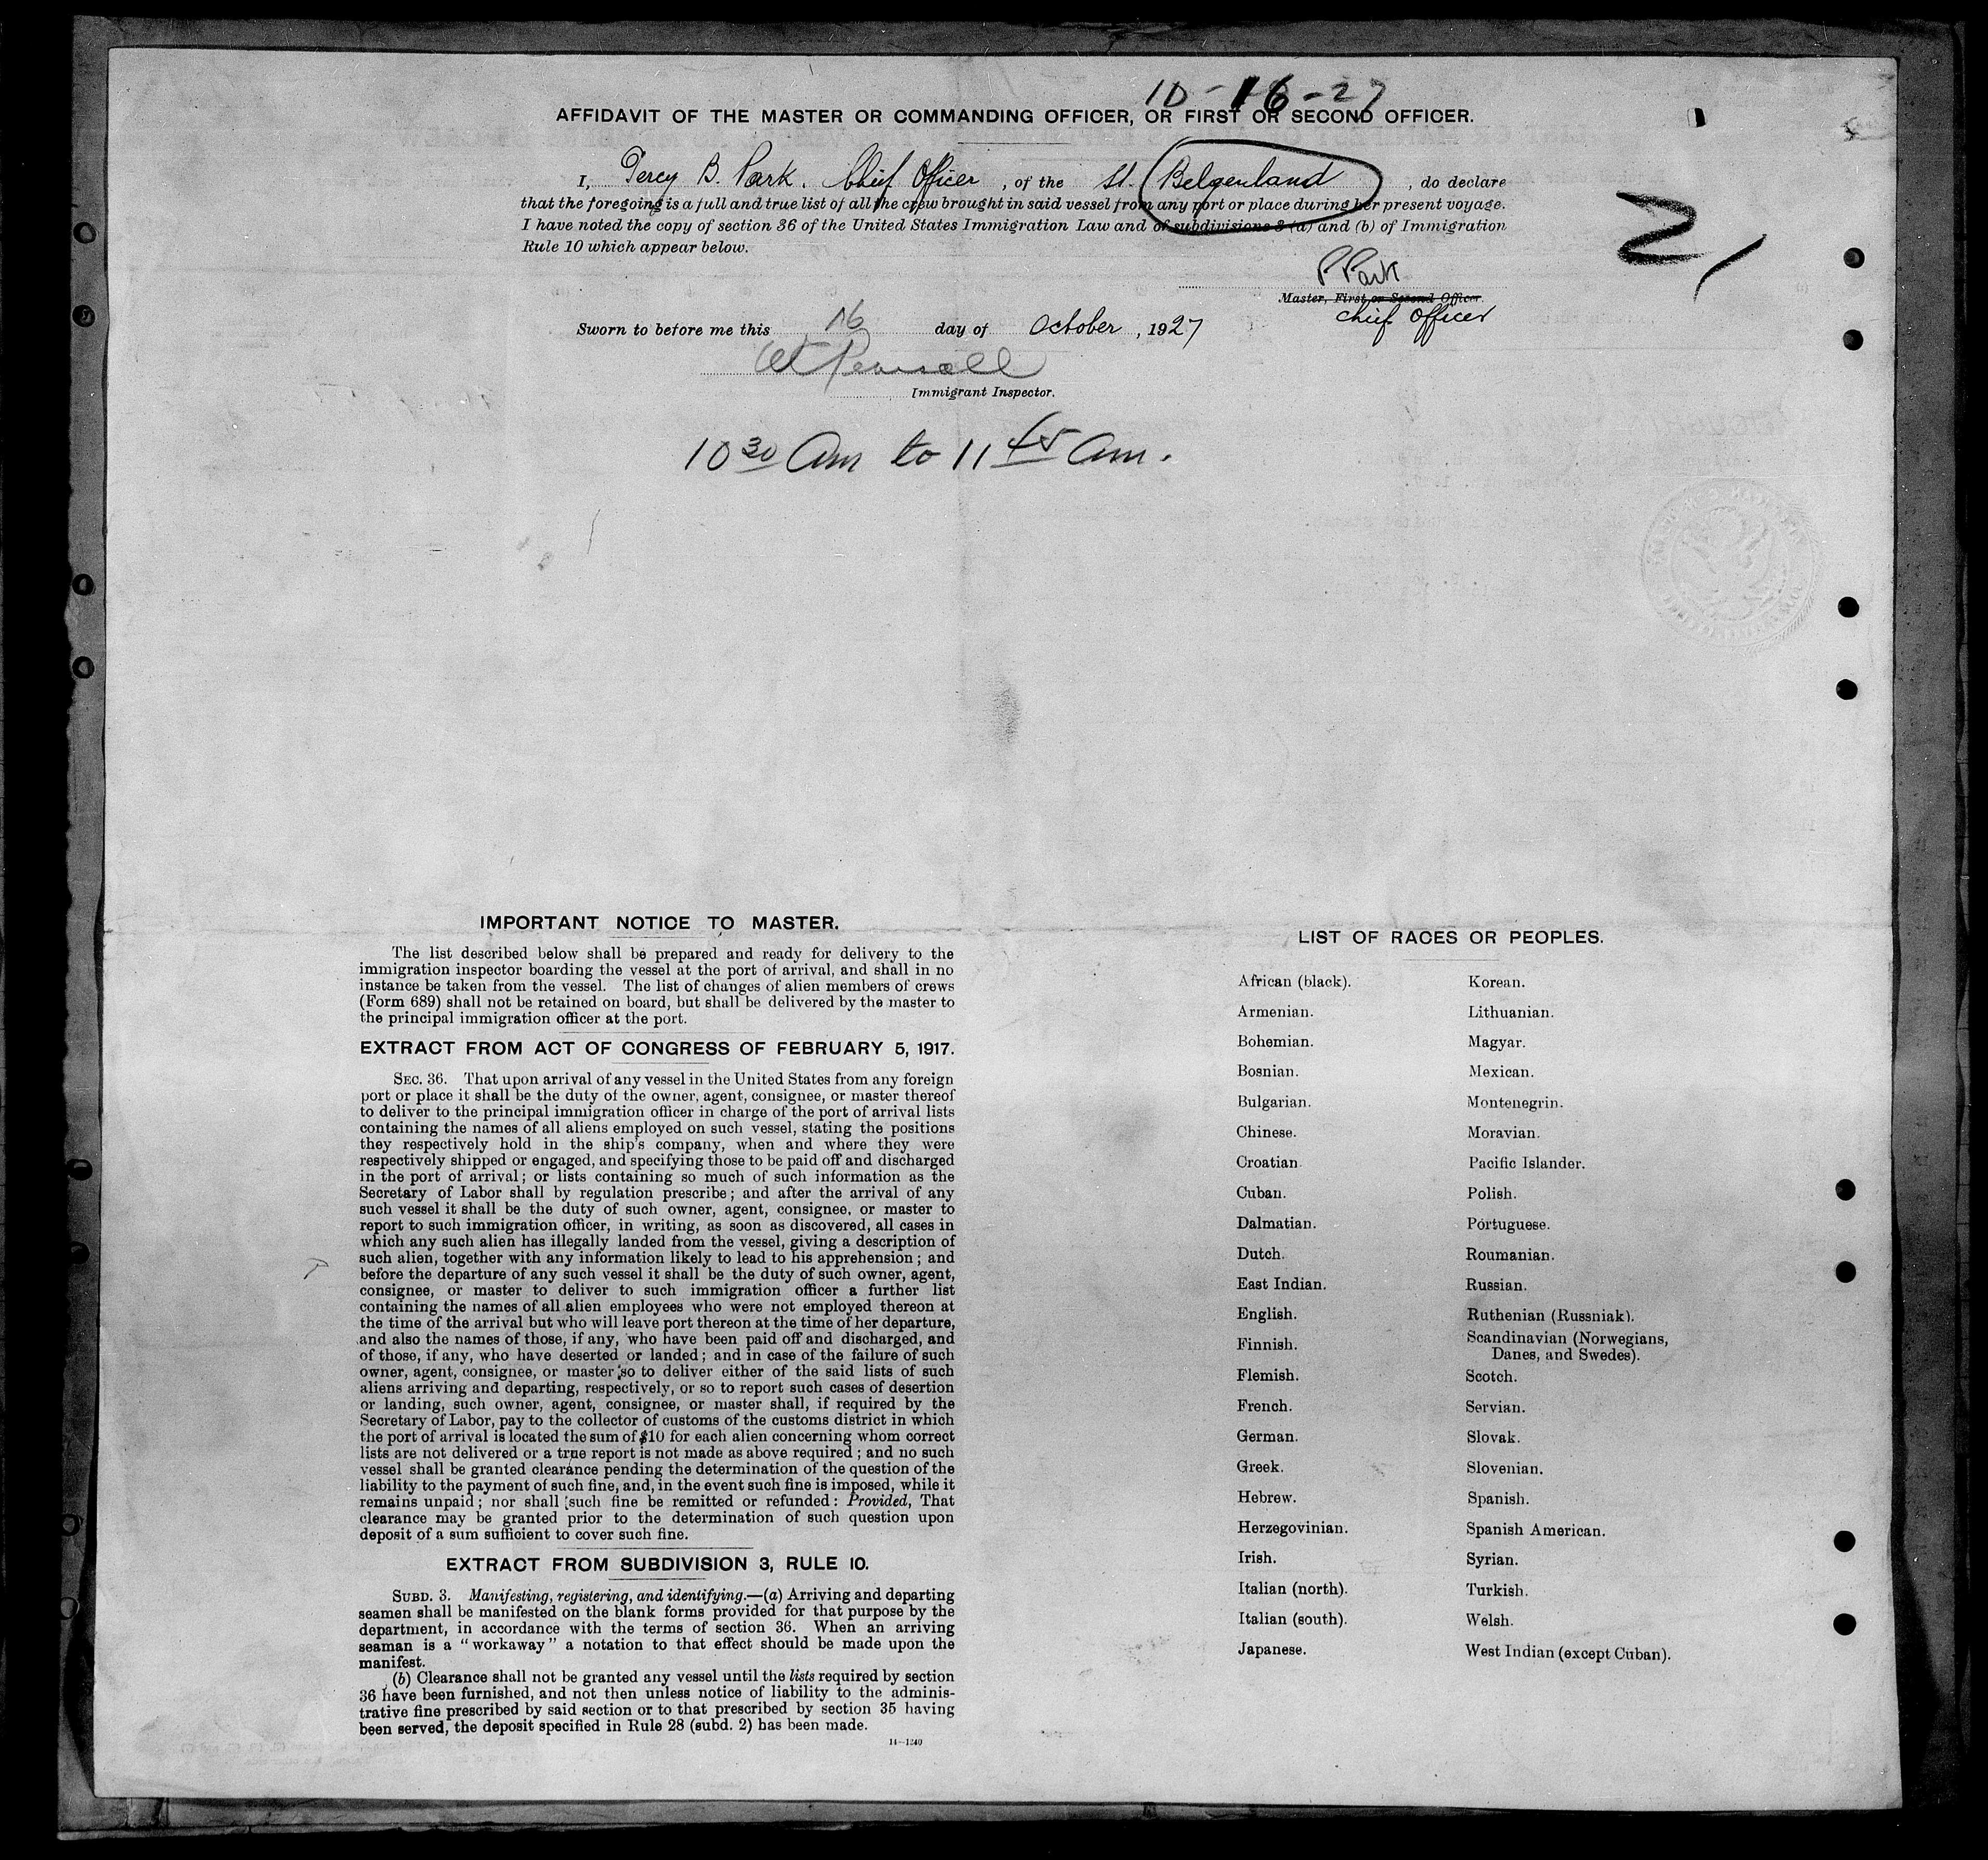 10-16-27
AFFIDAVIT OF THE MASTER OR COMMANDING OFFICER, OR FIRST OR SECOND OFFICER.
I, Percy B. Park. Chief Officer, of the St. Belgenland, do declare
that the foregoing is a full and true list of all the crew brought in said vessel from any port or place during her present voyage.
I have noted the copy of section 36 of the United States Immigration Law and of subdivisions 3 (a) and (b) of Immigration
Rule 10 which appear below.
P Park
Master, First or Second Officer.
Chief Officer
Sworn to before me this 16 day of October, 1927
Immigrant Inspector.
10 30 Am to 11 45 am.
IMPORTANT NOTICE TO MASTER.
The list described below shall be prepared and ready for delivery to the
immigration inspector boarding the vessel at the port of arrival, and shall in no
instance be taken from the vessel. The list of changes of alien members of crews
(Form 689) shall not be retained on board, but shall be delivered by the master to
the principal immigration officer at the port.
EXTRACT FROM ACT OF CONGRESS OF FEBRUARY 5, 1917.
SEC. 36. That upon arrival of any vessel in the United States from any foreign
port or place it shall be the duty of the owner, agent, consignee, or master thereof
to deliver to the principal immigration officer in charge of the port of arrival lists
containing the names of all aliens employed on such vessel, stating the positions
they respectively hold in the ship's company, when and where they were
respectively shipped or engaged, and specifying those to be paid off and discharged
in the port of arrival; or lists containing so much of such information as the
Secretary of Labor shall by regulation prescribe; and after the arrival of any
such vessel it shall be the duty of such owner, agent, consignee, or master to
report to such immigration officer, in writing, as soon as discovered, all cases in
which any such alien has illegally landed from the vessel, giving a description of
such alien, together with any information likely to lead to his apprehension; and
before the departure of any such vessel it shall be the duty of such owner, agent,
consignee, or master to deliver to such immigration officer a further list
containing the names of all alien employees who were not employed thereon at
the time of the arrival but who will leave port thereon at the time of her departure,
and also the names of those, if any, who have been paid off and discharged, and
of those, if any, who have deserted or landed; and in case of the failure of such
owner, agent, consignee, or master so to deliver either of the said lists of such
aliens arriving and departing, respectively, or so to report such cases of desertion
or landing, such owner, agent, consignee, or master shall, if required by the
Secretary of Labor, pay to the collector of customs of the customs district in which
the port of arrival is located the sum of $10 for each alien concerning whom correct
lists are not delivered or a true report is not made as above required; and no such
vessel shall be granted clearance pending the determination of the question of the
liability to the payment of such fine, and, in the event such fine is imposed, while it
remains unpaid; nor shall such fine be remitted or refunded: Provided, That
clearance may be granted prior to the determination of such question upon
deposit of a sum sufficient to cover such fine.
EXTRACT FROM SUBDIVISION 3, RULE 10.
SUBD. 3. Manifesting, registering, and identifying.—(a) Arriving and departing
seamen shall be manifested on the blank forms provided for that purpose by the
department, in accordance with the terms of section 36. When an arriving
seaman is a "workaway" a notation to that effect should be made upon the
manifest.
(b) Clearance shall not be granted any vessel until the lists required by section
36 have been furnished, and not then unless notice of liability to the adminis-
trative fine prescribed by said section or to that prescribed by section 35 having
been served, the deposit specified in Rule 28 (subd. 2) has been made.
14—1240
LIST OF RACES OR PEOPLES.
African (black).
Armenian.
Bohemian.
Bosnian.
Bulgarian.
Chinese.
Croatian.
Cuban.
Dalmatian.
Dutch.
East Indian.
English.
Finnish.
Flemish.
French.
German.
Greek.
Hebrew.
Herzegovinian.
Irish.
Italian (north).
Italian (south).
Japanese.
Korean.
Lithuanian.
Magyar.
Mexican.
Montenegrin.
Moravian.
Pacific Islander.
Polish.
Portuguese.
Roumanian.
Russian.
Ruthenian (Russniak).
Scandinavian (Norwegians,
Danes, and Swedes).
Scotch.
Servian.
Slovak.
Slovenian.
Spanish.
Spanish American.
Syrian.
Turkish.
Welsh.
West Indian (except Cuban).